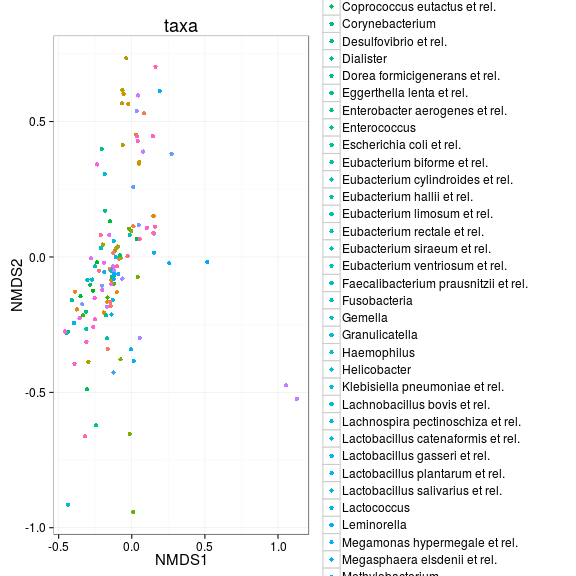 taxa
NMDS2
0.5
0.0
-0.5
-1.0
-0.5
0.0
0.5
1.0
NMDS1
Coprococcus eutactus et rel.
Corynebacterium
Desulfovibrio et rel.
Dialister
Dorea formicigenerans et rel.
Eggerthella lenta et rel.
Enterobacter aerogenes et rel.
Enterococcus
Escherichia coli et rel.
Eubacterium biforme et rel.
Eubacterium cylindroides et rel.
Eubacterium hallii et rel.
Eubacterium limosum et rel.
Eubacterium rectale et rel.
Eubacterium siraeum et rel.
Eubacterium ventriosum et rel.
Faecalibacterium prausnitzii et rel.
Fusobacteria
Gemella
Granulicatella
Haemophilus
Helicobacter
Klebisiella pneumoniae et rel.
Lachnobacillus bovis et rel.
Lachnospira pectinoschiza et rel.
Lactobacillus catenaformis et rel.
Lactobacillus gasseri et rel.
Lactobacillus plantarum et rel.
Lactobacillus salivarius et rel.
Lactococcus
Leminorella
Megamonas hypermegale et rel.
Megasphaera elsdenii et rel.
Methylobacterium